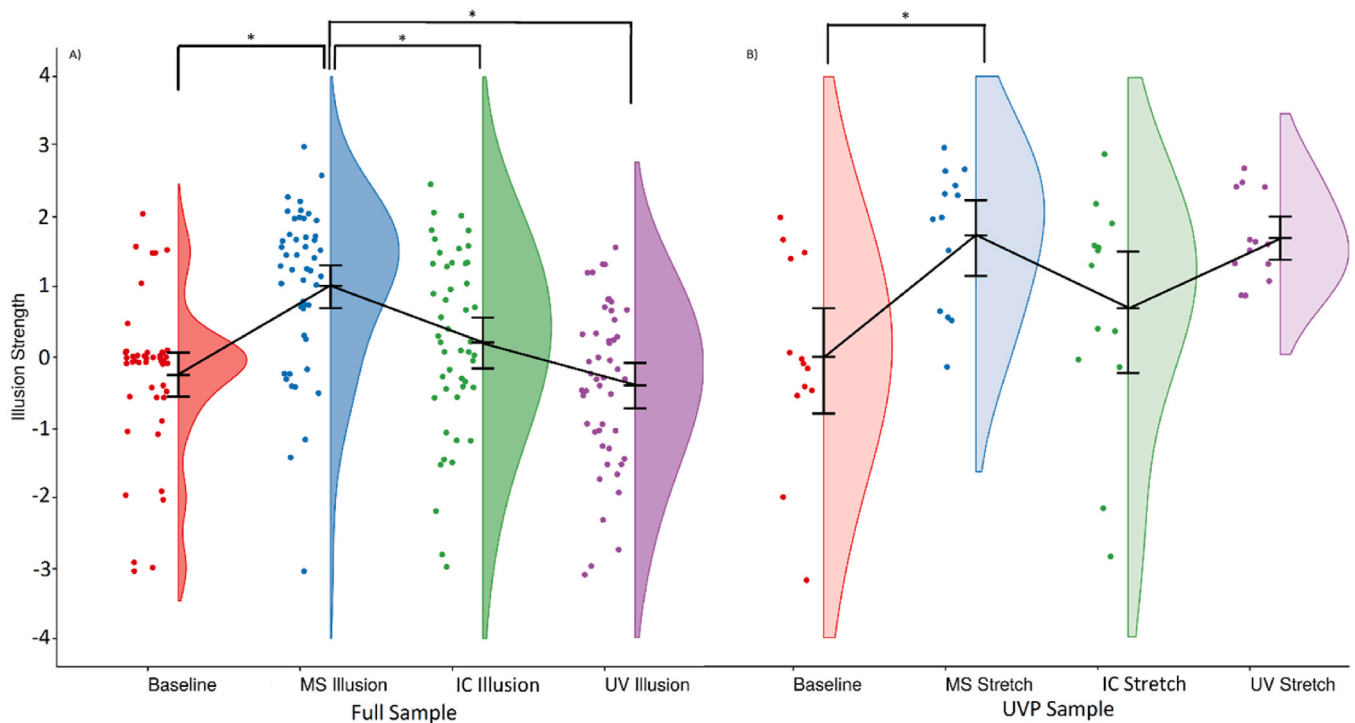 *
*
*
*
A)
B)
Illusion Strength
4
3
2
1
0
-1
-2
-3
-4
Baseline
MS Illusion
IC Illusion
UV Illusion
Full Sample
Baseline
MS Stretch
IC Stretch
UV Stretch
UVP Sample